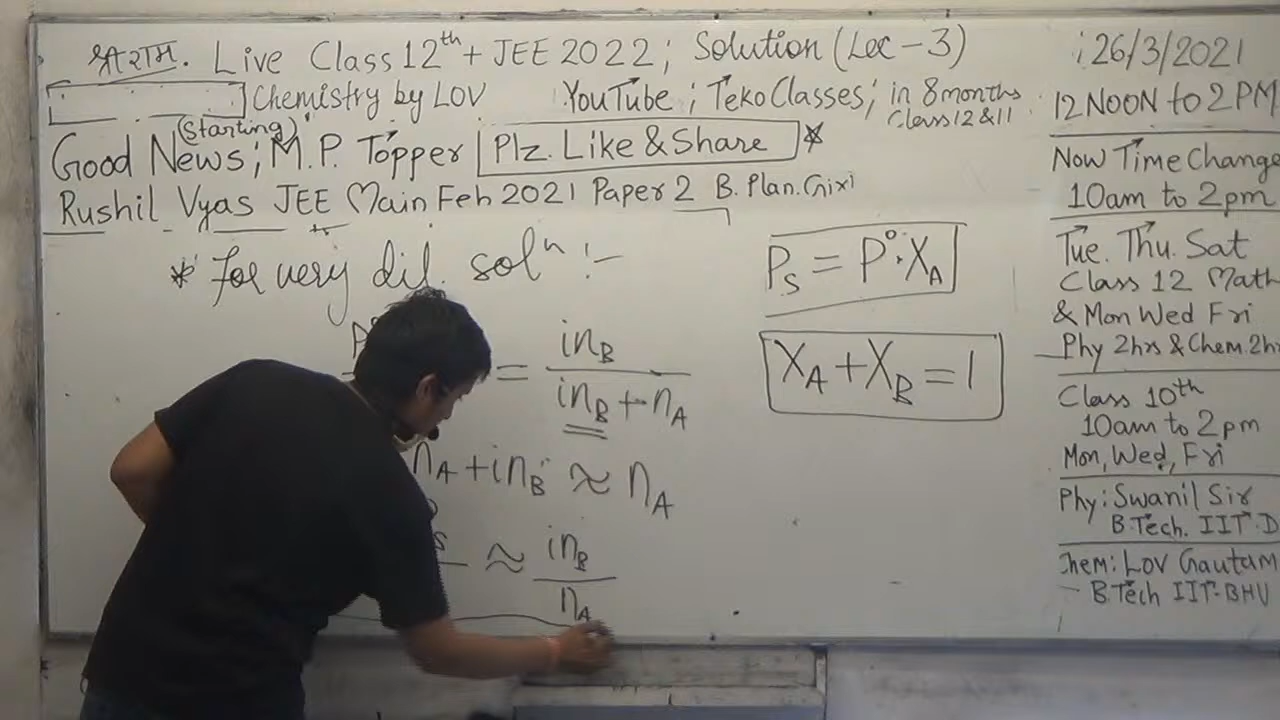 श्रीराम. Live Class 12th + JEE 2022 ; Solution (Lec - 3)
Chemistry by LOV YouTube ; TekoClasses ; in 8 months
Class 12 & 11
(Starting)
Good News ; M.P. Topper Plz. Like & Share *
Rushil Vyas JEE Main Feb 2021 Paper 2 B. Plan.
* For very dil. solⁿ :-
= inB / (inB + nA)
nA + inB ≈ nA
≈ inB / nA
PS = P° . XA
XA + XB = 1
26/3/2021
12 NOON to 2 PM
Now Time Change
10am to 2pm
Tue. Thu. Sat
Class 12 Math
& Mon Wed Fri
Phy 2hrs & Chem. 2h
Class 10th
10am to 2pm
Mon, Wed, Fri
Phy : Swanil Sir
B.Tech. IIT-D
Chem : Lov Gautam
B.Tech IIT-BHU